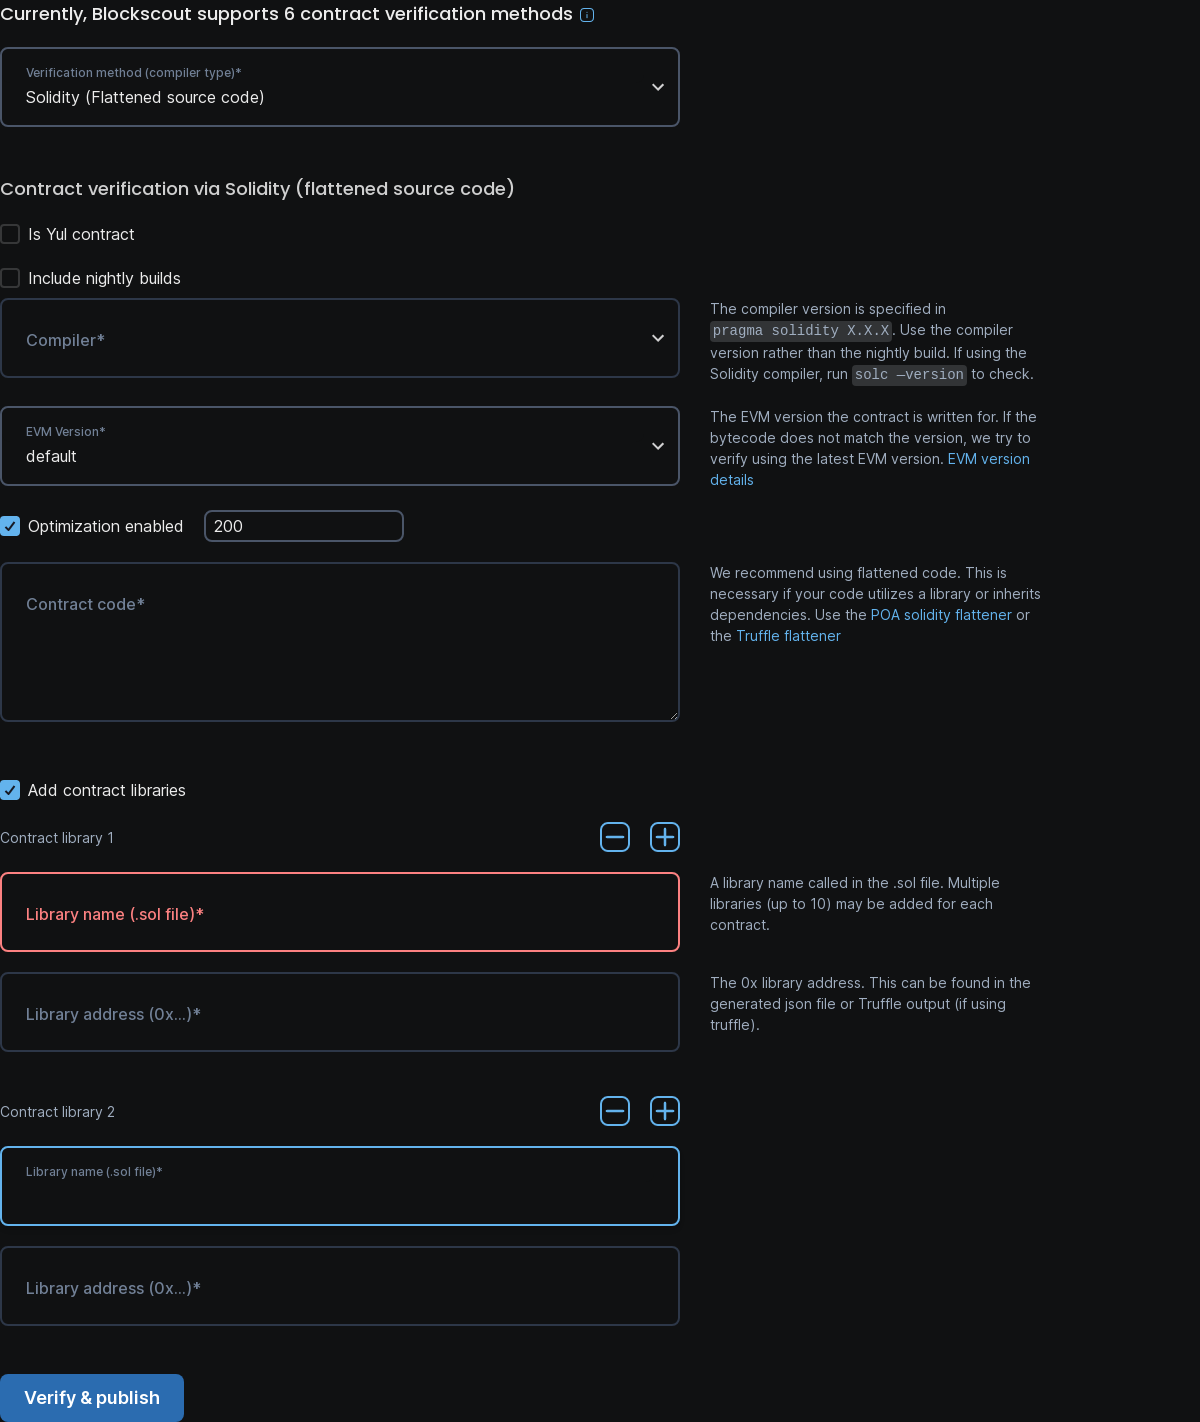 Currently, Blockscout supports 6 contract verification methods
Verification method (compiler type)*
Solidity (Flattened source code)
Contract verification via Solidity (flattened source code)
Is Yul contract
Include nightly builds
Compiler*
The compiler version is specified in
pragma solidity X.X.X. Use the compiler
version rather than the nightly build. If using the
Solidity compiler, run solc —version to check.
EVM Version*
default
The EVM version the contract is written for. If the
bytecode does not match the version, we try to
verify using the latest EVM version. EVM version
details
Optimization enabled
200
Contract code*
We recommend using flattened code. This is
necessary if your code utilizes a library or inherits
dependencies. Use the POA solidity flattener or
the Truffle flattener
Add contract libraries
Contract library 1
Library name (.sol file)*
A library name called in the .sol file. Multiple
libraries (up to 10) may be added for each
contract.
Library address (0x...)*
The 0x library address. This can be found in the
generated json file or Truffle output (if using
truffle).
Contract library 2
Library name (.sol file)*
Library address (0x...)*
Verify & publish